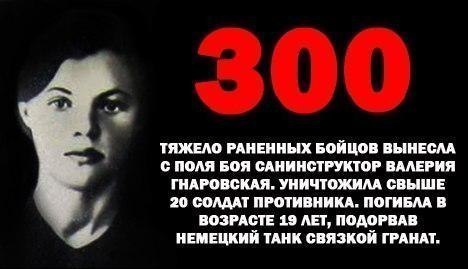 300
ТЯЖЕЛО РАНЕННЫХ БОЙЦОВ ВЫНЕСЛА
С ПОЛЯ БОЯ САНИНСТРУКТОР ВАЛЕРИЯ
ГНАРОВСКАЯ. УНИЧТОЖИЛА СВЫШЕ
20 СОЛДАТ ПРОТИВНИКА. ПОГИБЛА В
ВОЗРАСТЕ 19 ЛЕТ, ПОДОРВАВ
НЕМЕЦКИЙ ТАНК СВЯЗКОЙ ГРАНАТ.